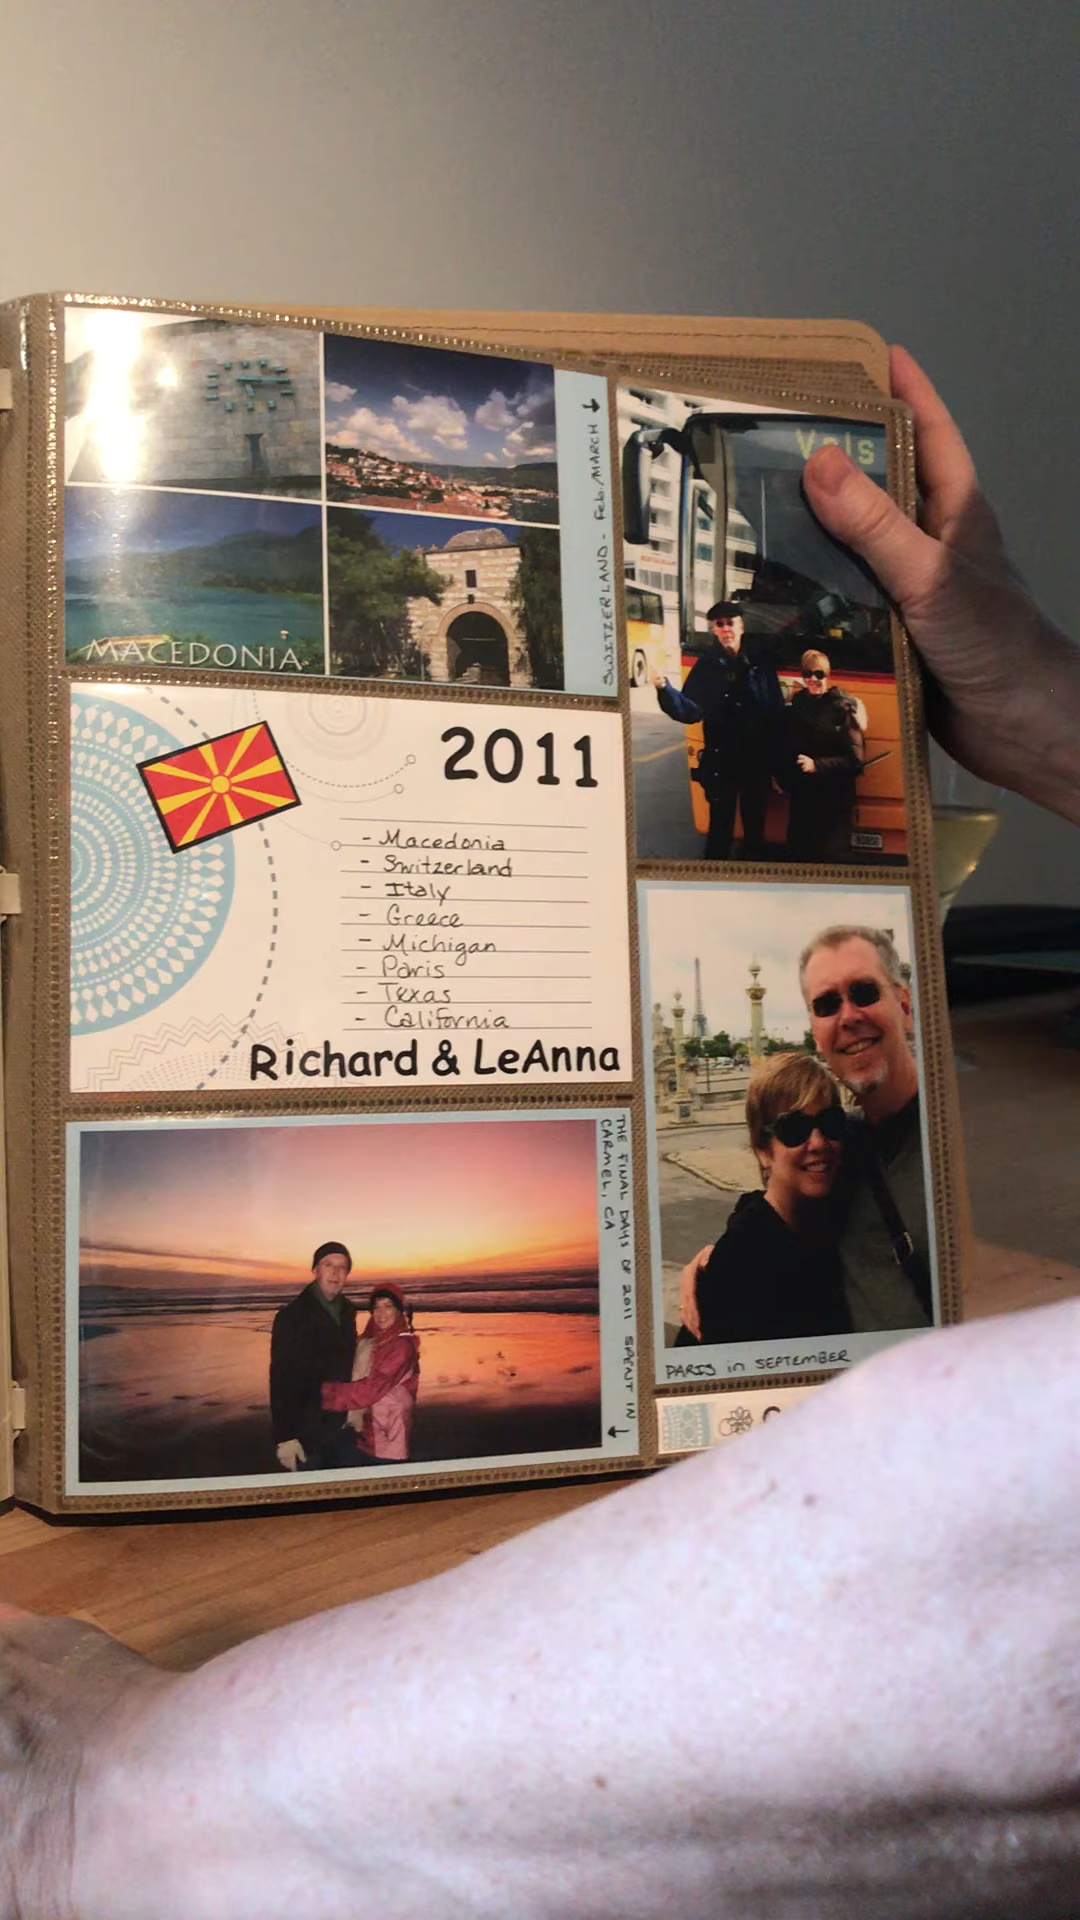 MACEDONIA
SWITZERLAND - Feb./MARCH →
Vals
2011
- Macedonia
- Switzerland
- Italy
- Greece
- Michigan
- Paris
- Texas
- California
Richard & LeAnna
THE FINAL DAYS OF 2011 SPENT IN →
CARMEL, CA
PARIS in SEPTEMBER